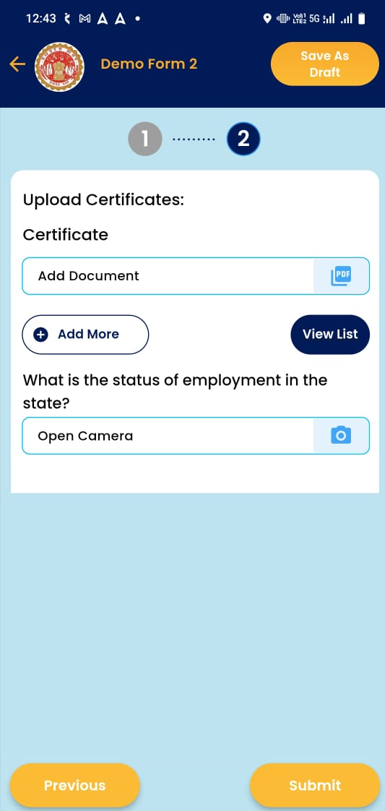 12:43
5G
Demo Form 2
Save As
Draft
1
2
Upload Certificates:
Certificate
Add Document
PDF
Add More
View List
What is the status of employment in the
state?
Open Camera
Previous
Submit